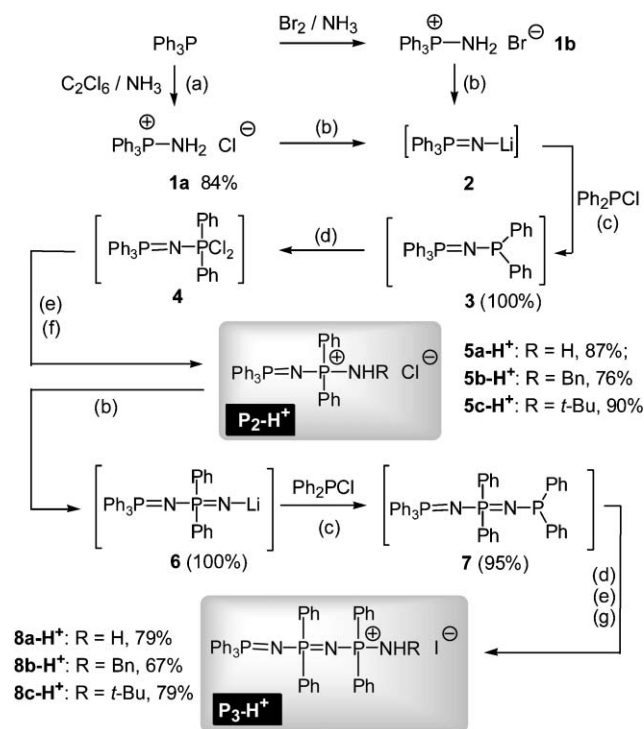 Ph₃P
Br₂ / NH₃
Ph₃P⊕–NH₂ Br⊖ 1b
C₂Cl₆ / NH₃
(a)
(b)
Ph₃P⊕–NH₂ Cl⊖
(b)
[Ph₃P=N–Li]
1a 84%
2
Ph₂PCl
(c)
Ph
Ph₃P=N–PCl₂
Ph
4
(d)
Ph
Ph₃P=N–P
Ph
3 (100%)
(e)
(f)
Ph
Ph₃P=N–P⊕–NHR Cl⊖
Ph
P₂-H⁺
5a-H⁺: R = H, 87%;
5b-H⁺: R = Bn, 76%
5c-H⁺: R = t-Bu, 90%
(b)
Ph
Ph₃P=N–P=N–Li
Ph
6 (100%)
Ph₂PCl
(c)
Ph
Ph
Ph₃P=N–P=N–P
Ph
Ph
7 (95%)
(d)
(e)
(g)
8a-H⁺: R = H, 79%
8b-H⁺: R = Bn, 67%
8c-H⁺: R = t-Bu, 79%
Ph Ph
Ph₃P=N–P=N–P⊕–NHR I⊖
Ph Ph
P₃-H⁺